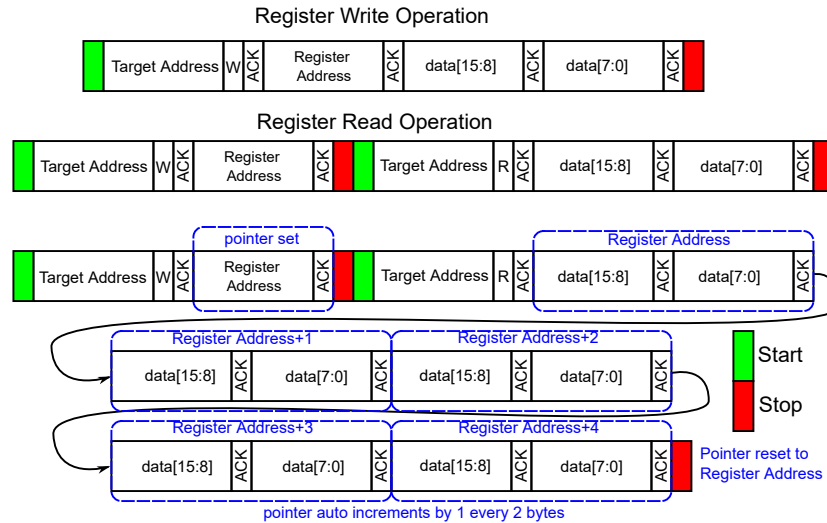 Register Write Operation
Target Address W ACK Register Address ACK data[15:8] ACK data[7:0] ACK
Register Read Operation
Target Address W ACK Register Address ACK Target Address R ACK data[15:8] ACK data[7:0] ACK
pointer set Register Address
Target Address W ACK Register Address ACK Target Address R ACK data[15:8] ACK data[7:0] ACK
Register Address+1 Register Address+2
data[15:8] ACK data[7:0] ACK data[15:8] ACK data[7:0] ACK
Start
Stop
Register Address+3 Register Address+4
data[15:8] ACK data[7:0] ACK data[15:8] ACK data[7:0] ACK
Pointer reset to
Register Address
pointer auto increments by 1 every 2 bytes